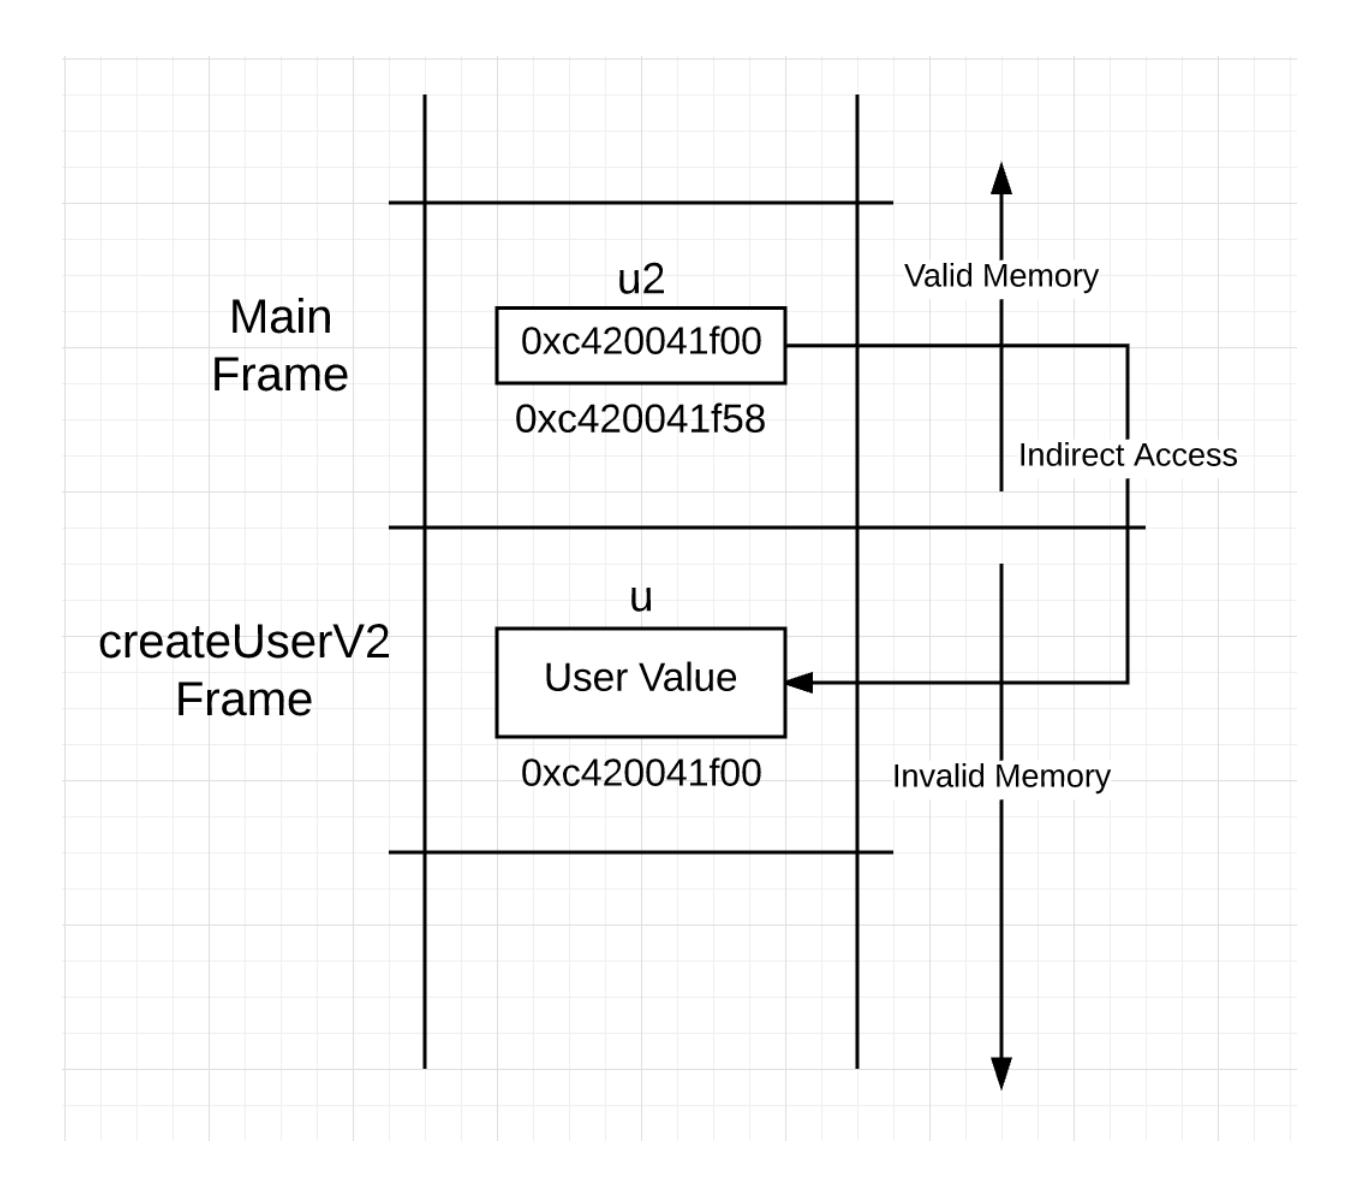 u2
Valid Memory
Main
Frame
0xc420041f00
0xc420041f58
Indirect Access
u
createUserV2
Frame
User Value
0xc420041f00
Invalid Memory